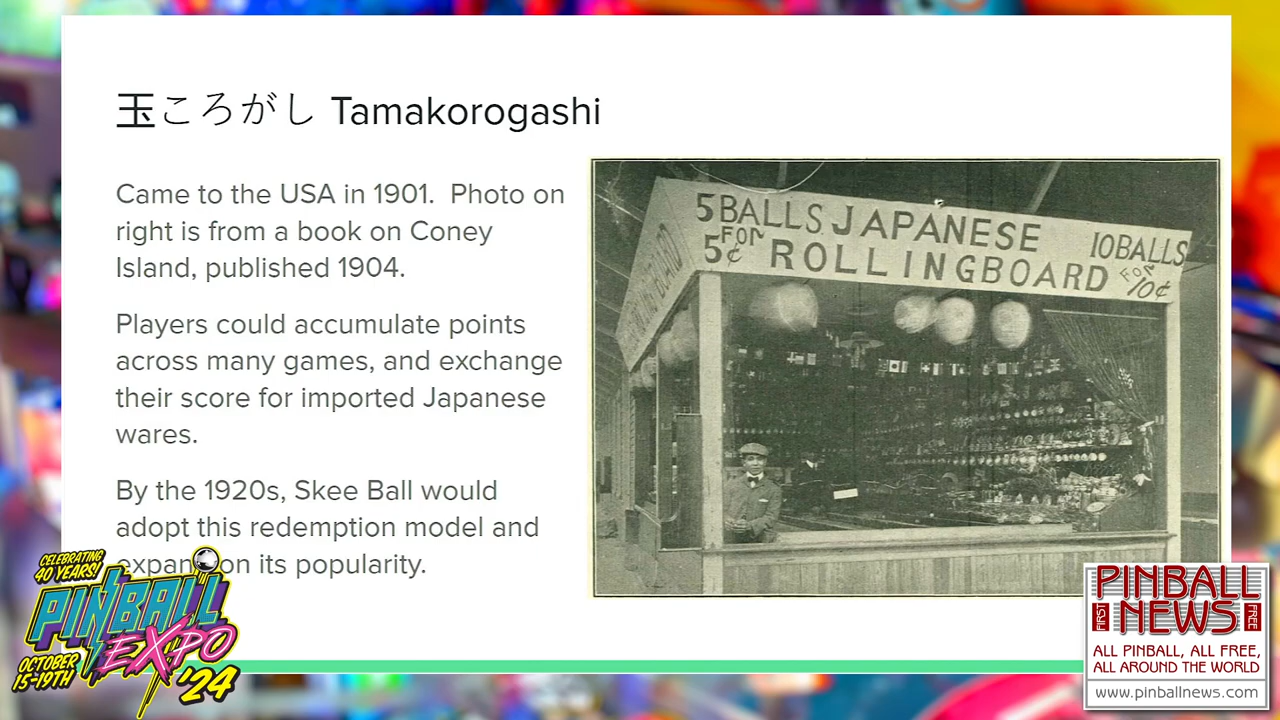 玉ころがし Tamakorogashi
Came to the USA in 1901. Photo on
right is from a book on Coney
Island, published 1904.
Players could accumulate points
across many games, and exchange
their score for imported Japanese
wares.
By the 1920s, Skee Ball would
adopt this redemption model and
expand on its popularity.
5 BALLS JAPANESE 10 BALLS
FOR FOR
5¢ ROLLING BOARD 10¢
CELEBRATING
40 YEARS!
PINBALL
EXPO
OCTOBER
15-19TH
'24
PINBALL
FIRST NEWS FREE
ALL PINBALL, ALL FREE,
ALL AROUND THE WORLD
www.pinballnews.com